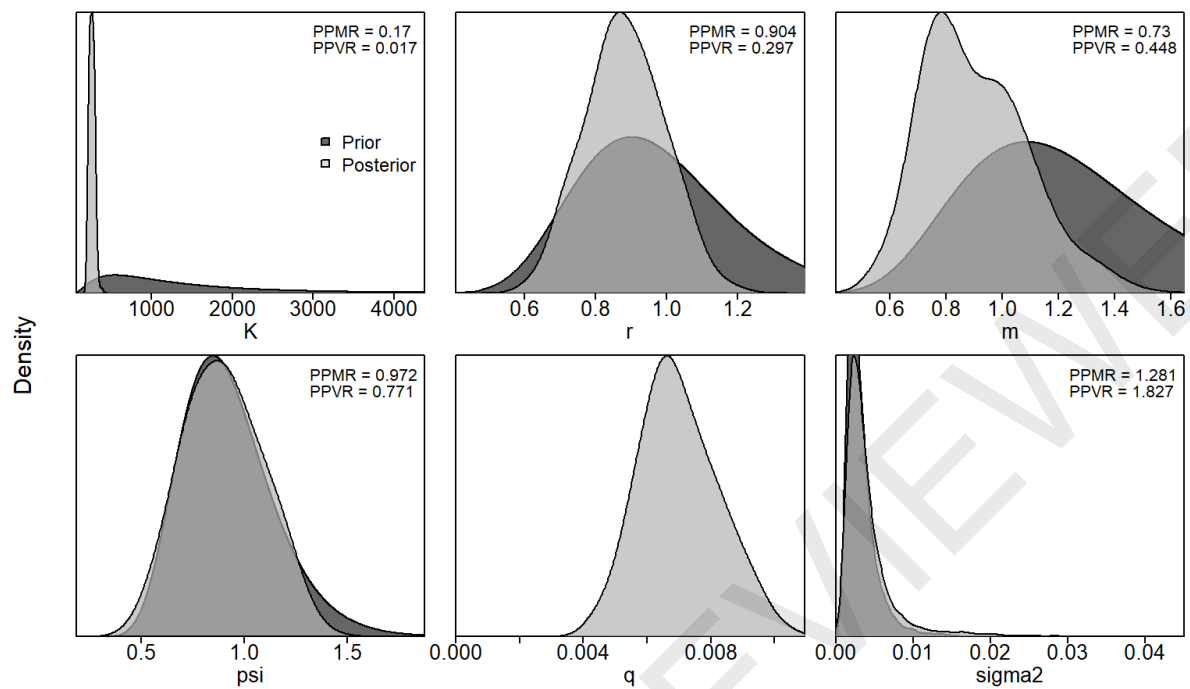 PPMR = 0.17
PPVR = 0.017
Prior
Posterior
1000 2000 3000 4000
K
PPMR = 0.904
PPVR = 0.297
0.6 0.8 1.0 1.2
r
PPMR = 0.73
PPVR = 0.448
0.6 0.8 1.0 1.2 1.4 1.6
m
Density
PPMR = 0.972
PPVR = 0.771
0.5 1.0 1.5
psi
0.000 0.004 0.008
q
PPMR = 1.281
PPVR = 1.827
0.00 0.01 0.02 0.03 0.04
sigma2